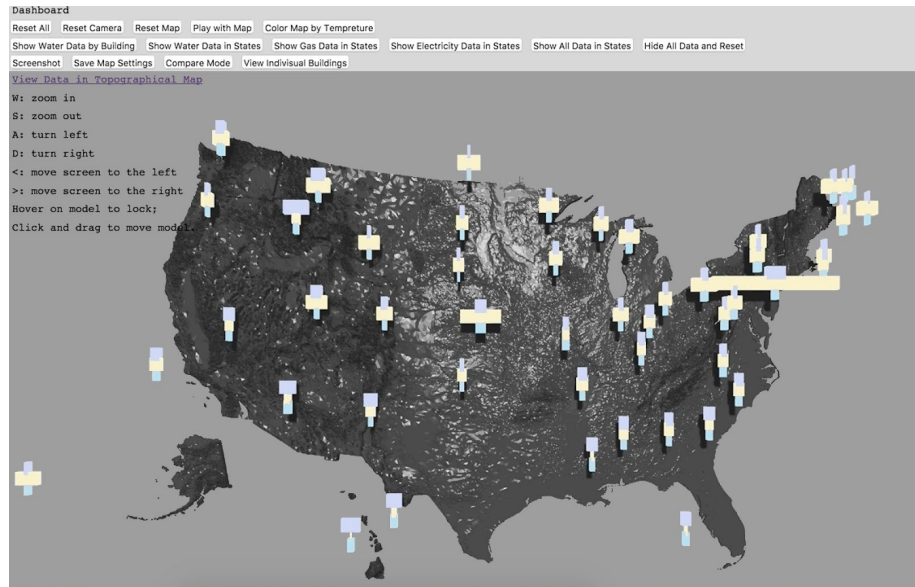 Dashboard
Reset All Reset Camera Reset Map Play with Map Color Map by Tempreture
Show Water Data by Building Show Water Data in States Show Gas Data in States Show Electricity Data in States Show All Data in States Hide All Data and Reset
Screenshot Save Map Settings Compare Mode View Indivisual Buildings
View Data in Topographical Map
W: zoom in
S: zoom out
A: turn left
D: turn right
<: move screen to the left
>: move screen to the right
Hover on model to lock;
Click and drag to move model.